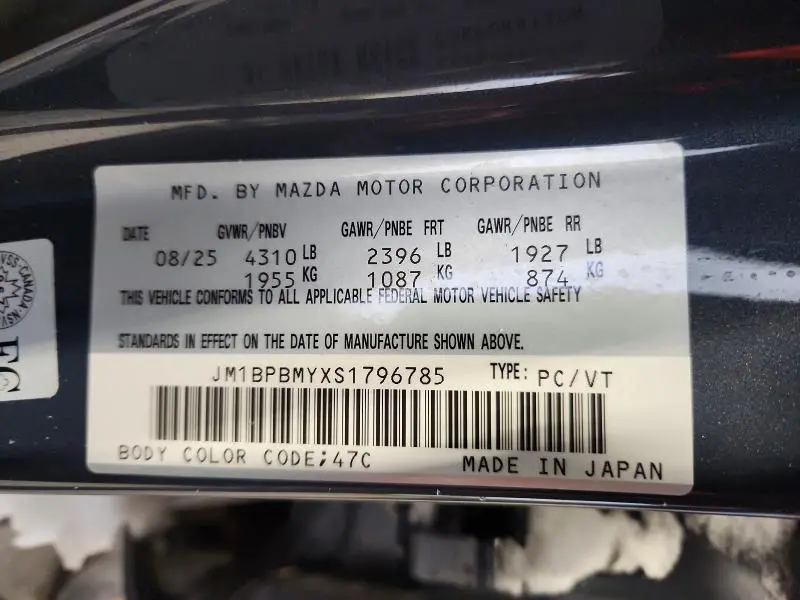 MFD. BY MAZDA MOTOR CORPORATION
DATE GVWR/PNBV GAWR/PNBE FRT GAWR/PNBE RR
08/25 4310 LB 2396 LB 1927 LB
1955 KG 1087 KG 874 KG
THIS VEHICLE CONFORMS TO ALL APPLICABLE FEDERAL MOTOR VEHICLE SAFETY
STANDARDS IN EFFECT ON THE DATE OF MANUFACTURE SHOWN ABOVE.
JM1BPBMYXS1796785 TYPE: PC/VT
BODY COLOR CODE;47C MADE IN JAPAN